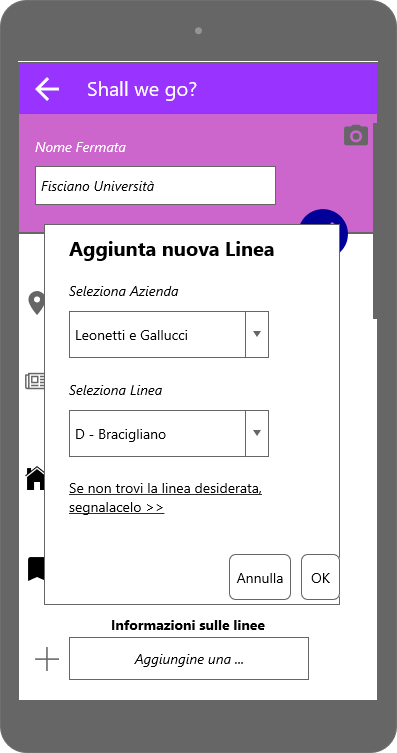 Shall we go?
Nome Fermata
Fisciano Università
Aggiunta nuova Linea
Seleziona Azienda
Leonetti e Gallucci
Seleziona Linea
D - Bracigliano
Se non trovi la linea desiderata,
segnalacelo >>
Annulla OK
Informazioni sulle linee
Aggiungine una ...